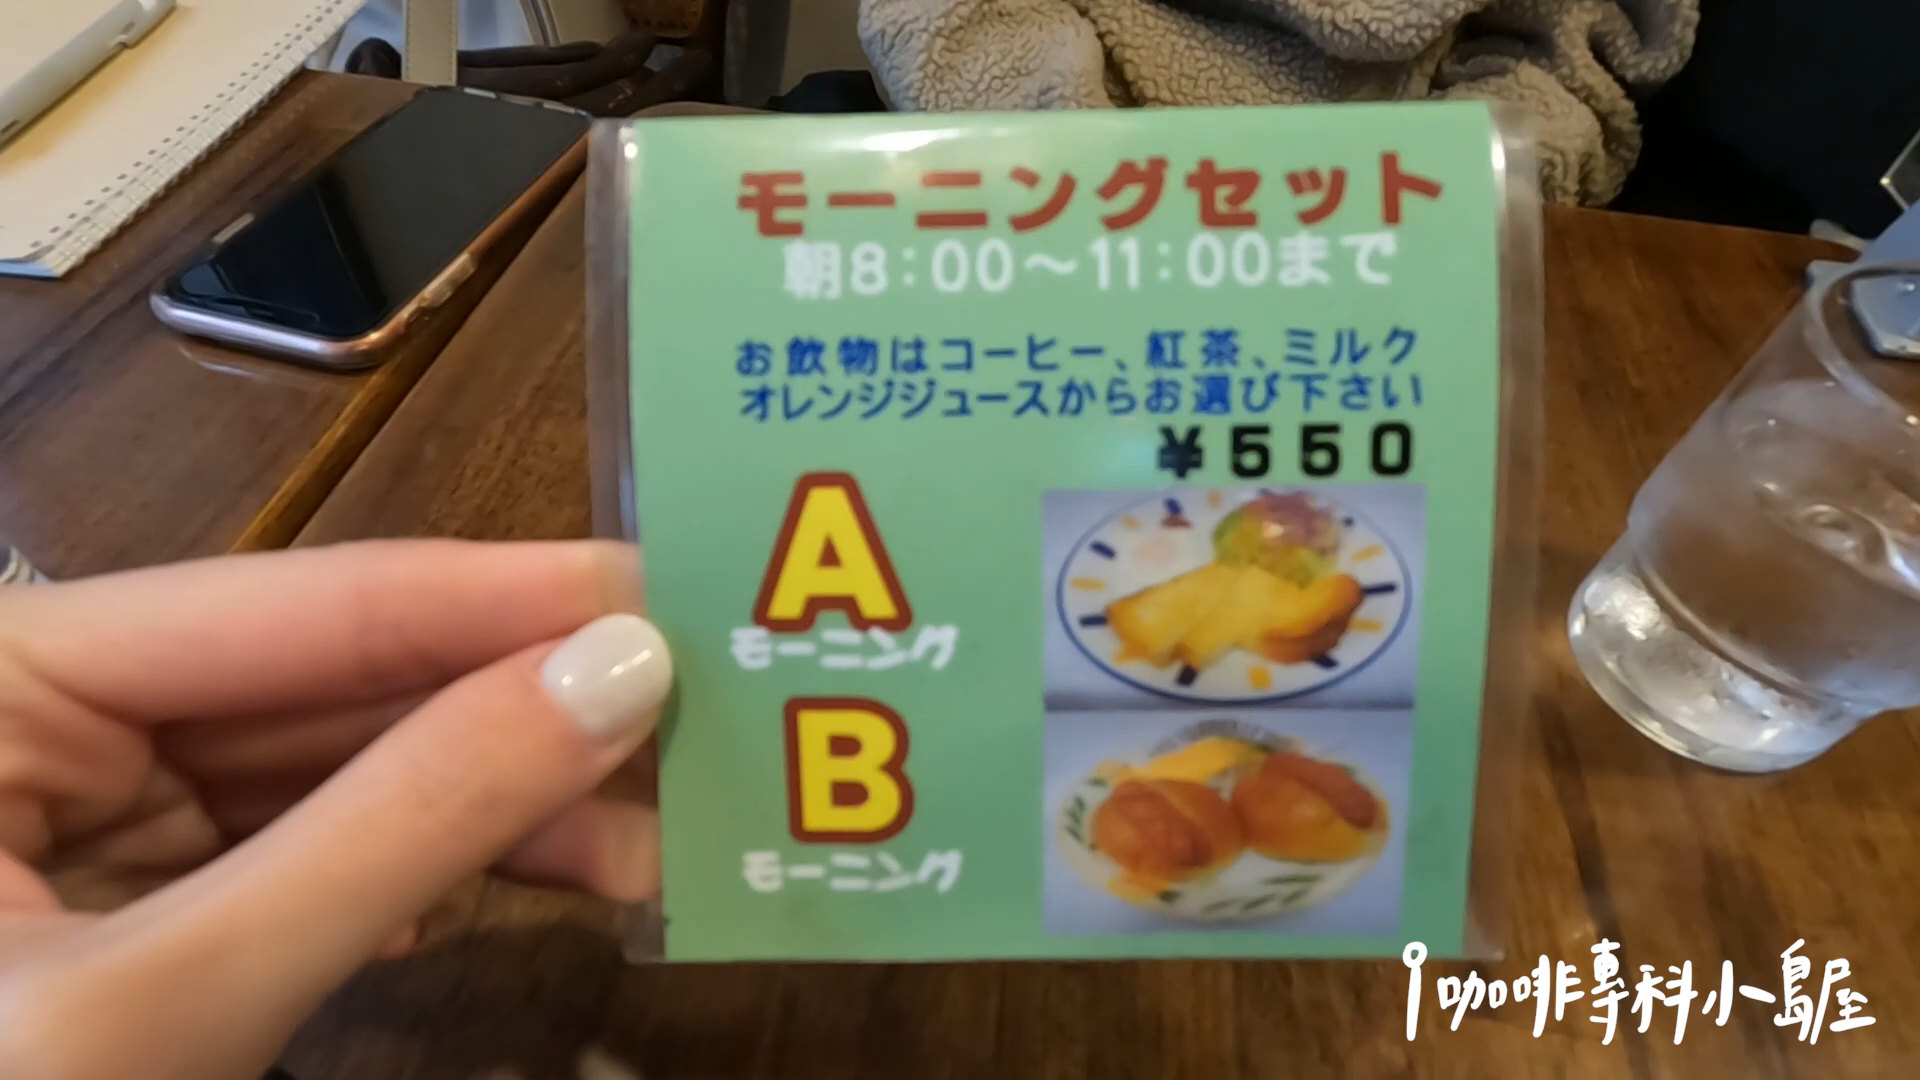 モーニングセット
朝8:00～11:00まで
お飲物はコーヒー、紅茶、ミルク
オレンジジュースからお選び下さい
¥550
A
モーニング
B
モーニング
咖啡專科小島屋